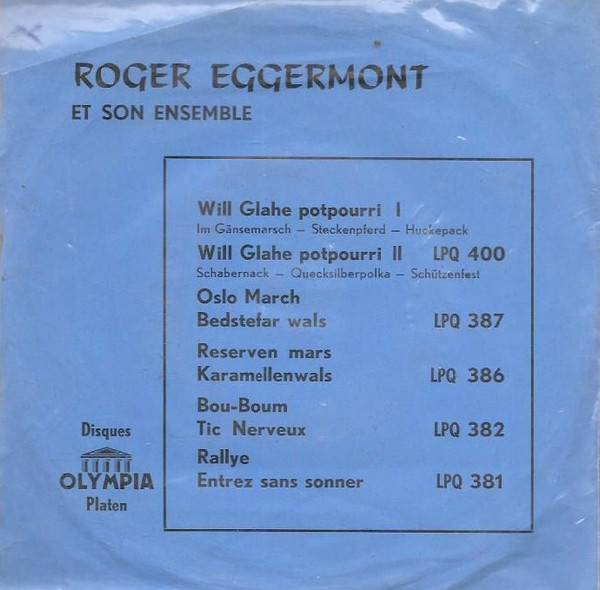 ROGER EGGERMONT
ET SON ENSEMBLE
Will Glahe potpourri I
Im Gänsemarsch – Steckenpferd – Huckepack
Will Glahe potpourri II LPQ 400
Schabernack – Quecksilberpolka – Schützenfest
Oslo March
Bedstefar wals LPQ 387
Reserven mars
Karamellenwals LPQ 386
Bou-Boum
Tic Nerveux LPQ 382
Rallye
Entrez sans sonner LPQ 381
Disques
OLYMPIA
Platen